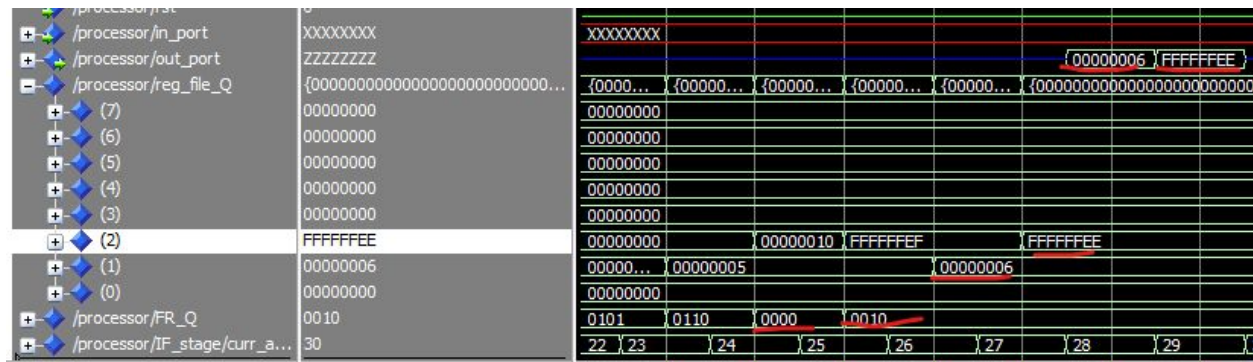 /processor/rst 0
/processor/in_port XXXXXXXX XXXXXXXX
/processor/out_port ZZZZZZZZ 00000006 FFFFFFEE
/processor/reg_file_Q {0000000000000000000000000000... {0000... {00000... {00000... {00000... {00000... {0000000000000000000000000
(7) 00000000 00000000
(6) 00000000 00000000
(5) 00000000 00000000
(4) 00000000 00000000
(3) 00000000 00000000
(2) FFFFFFEE 00000000 00000010 FFFFFFEF FFFFFFEE
(1) 00000006 00000... 00000005 00000006
(0) 00000000 00000000
/processor/FR_Q 0010 0101 0110 0000 0010
/processor/IF_stage/curr_a... 30 22 23 24 25 26 27 28 29